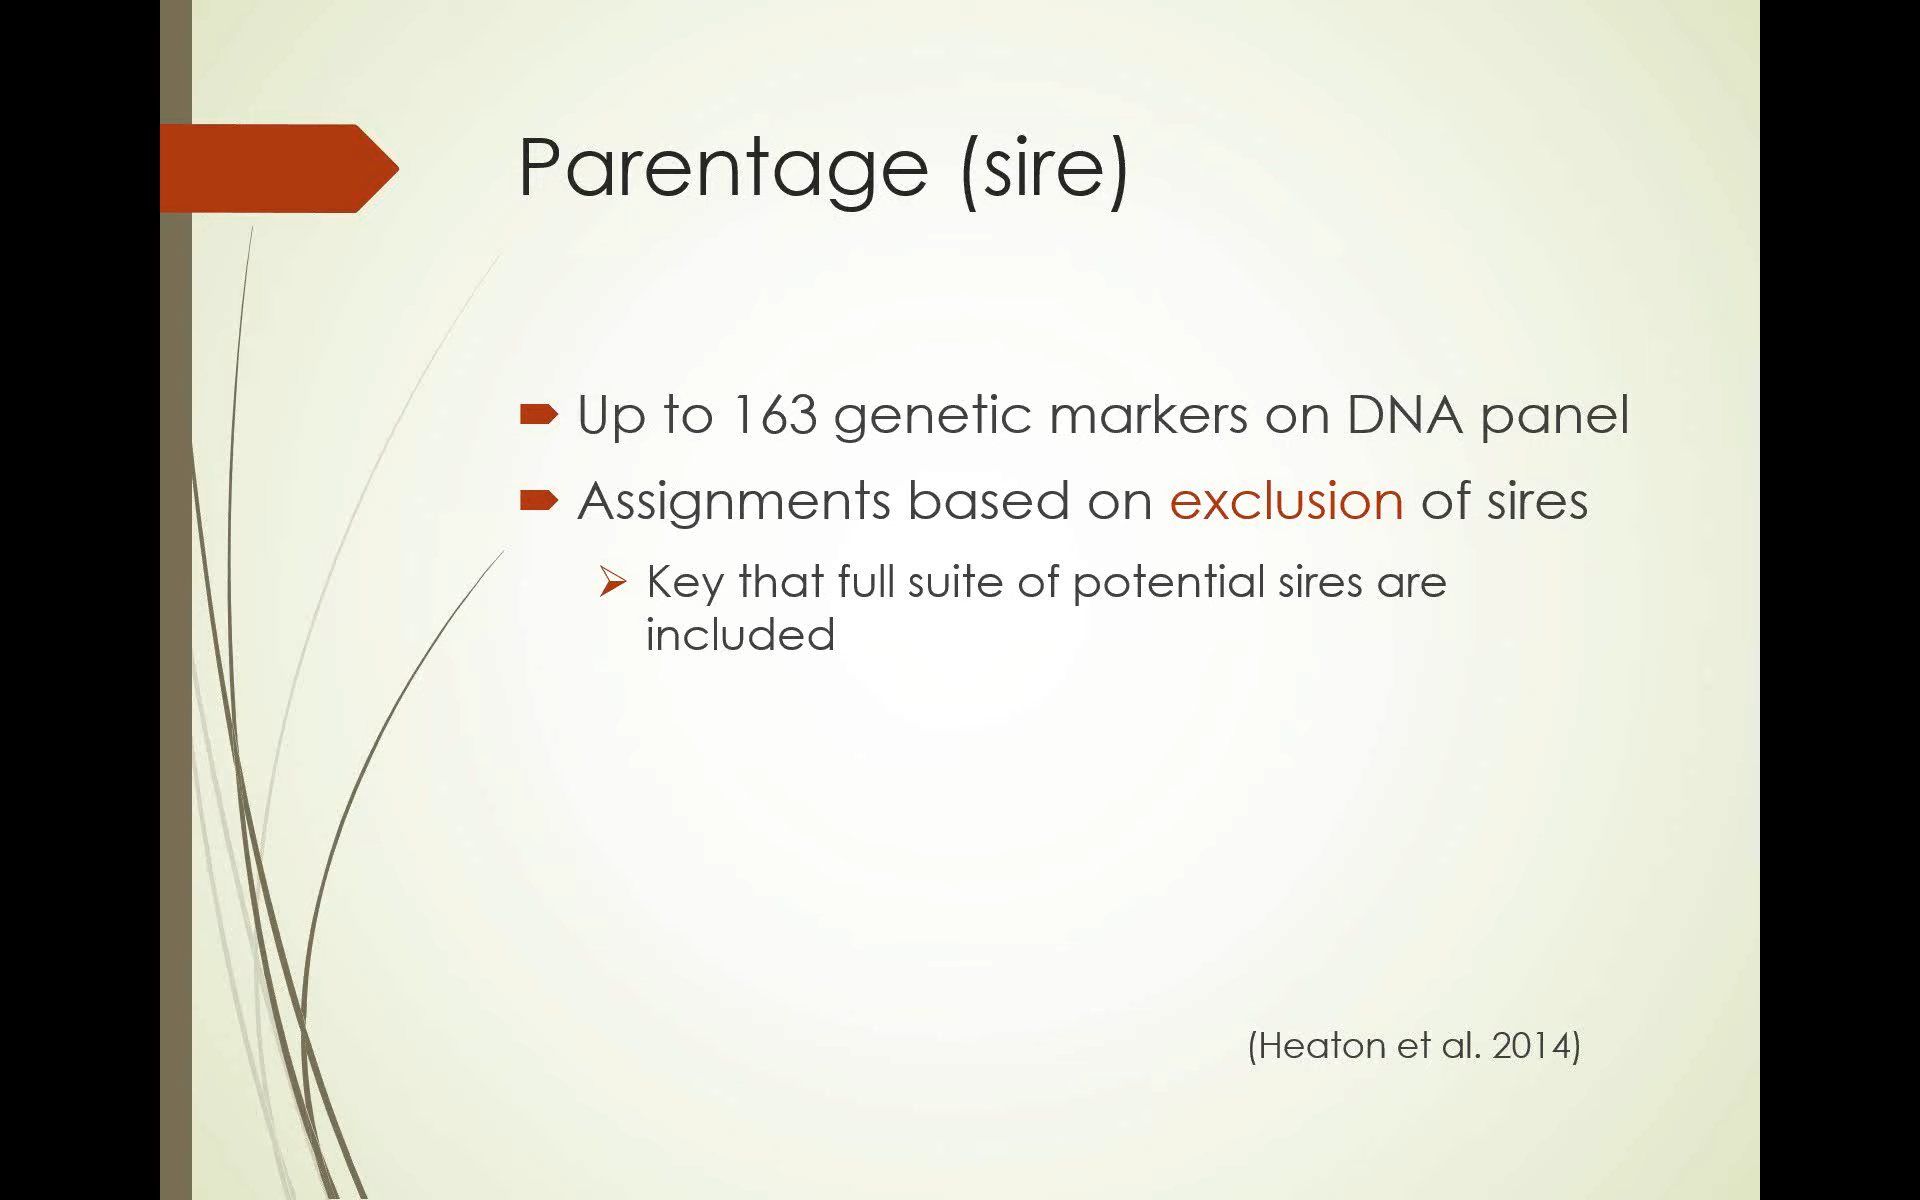 Parentage (sire)
Up to 163 genetic markers on DNA panel
Assignments based on exclusion of sires
Key that full suite of potential sires are
included
(Heaton et al. 2014)